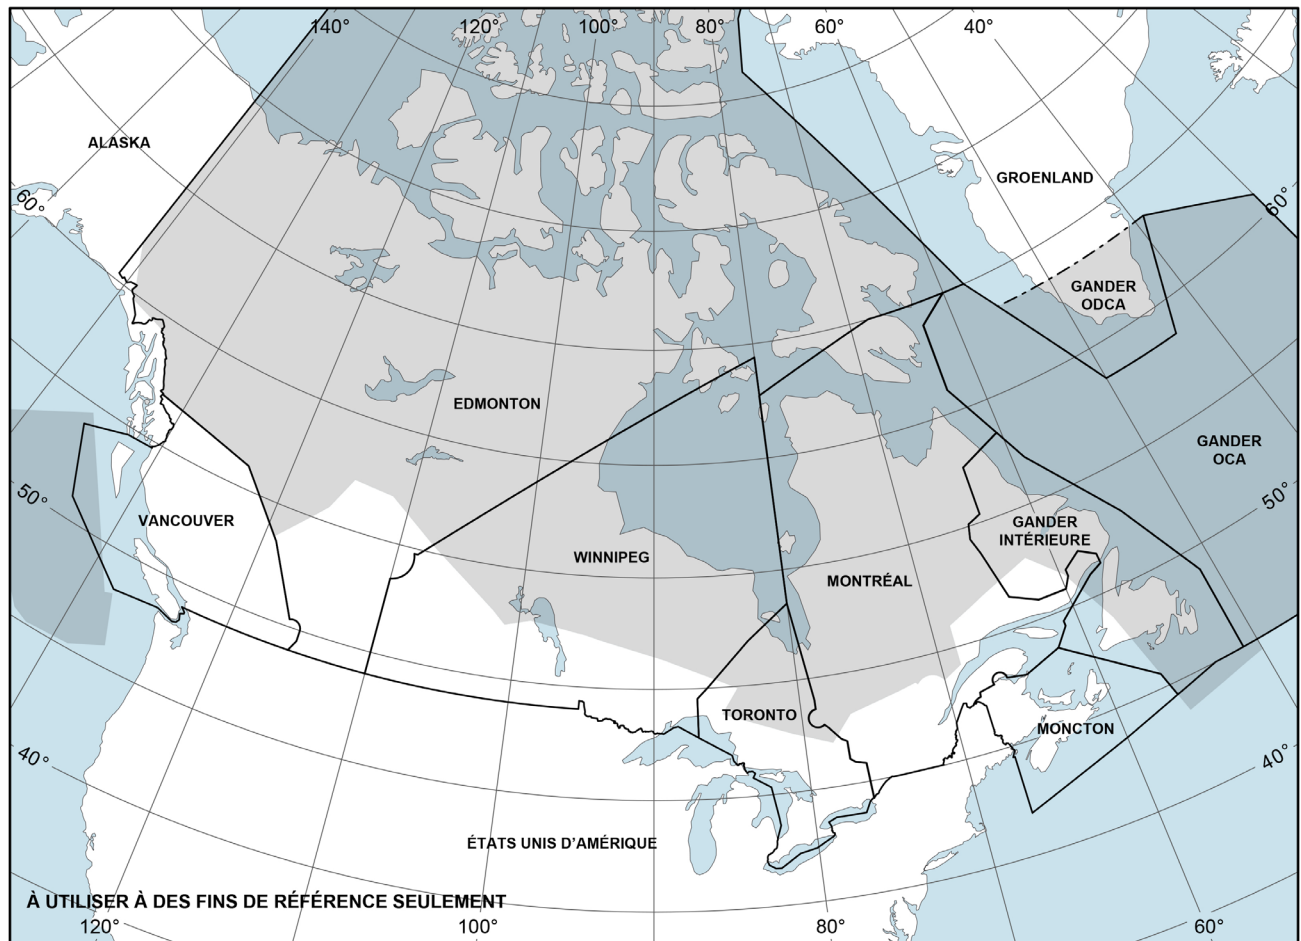 140°
120°
100°
80°
60°
40°
ALASKA
GROENLAND
60°
60°
GANDER
ODCA
EDMONTON
GANDER
OCA
50°
50°
VANCOUVER
GANDER
INTÉRIEURE
WINNIPEG
MONTRÉAL
TORONTO
MONCTON
40°
40°
ÉTATS UNIS D'AMÉRIQUE
À UTILISER À DES FINS DE RÉFÉRENCE SEULEMENT
120°
100°
80°
60°